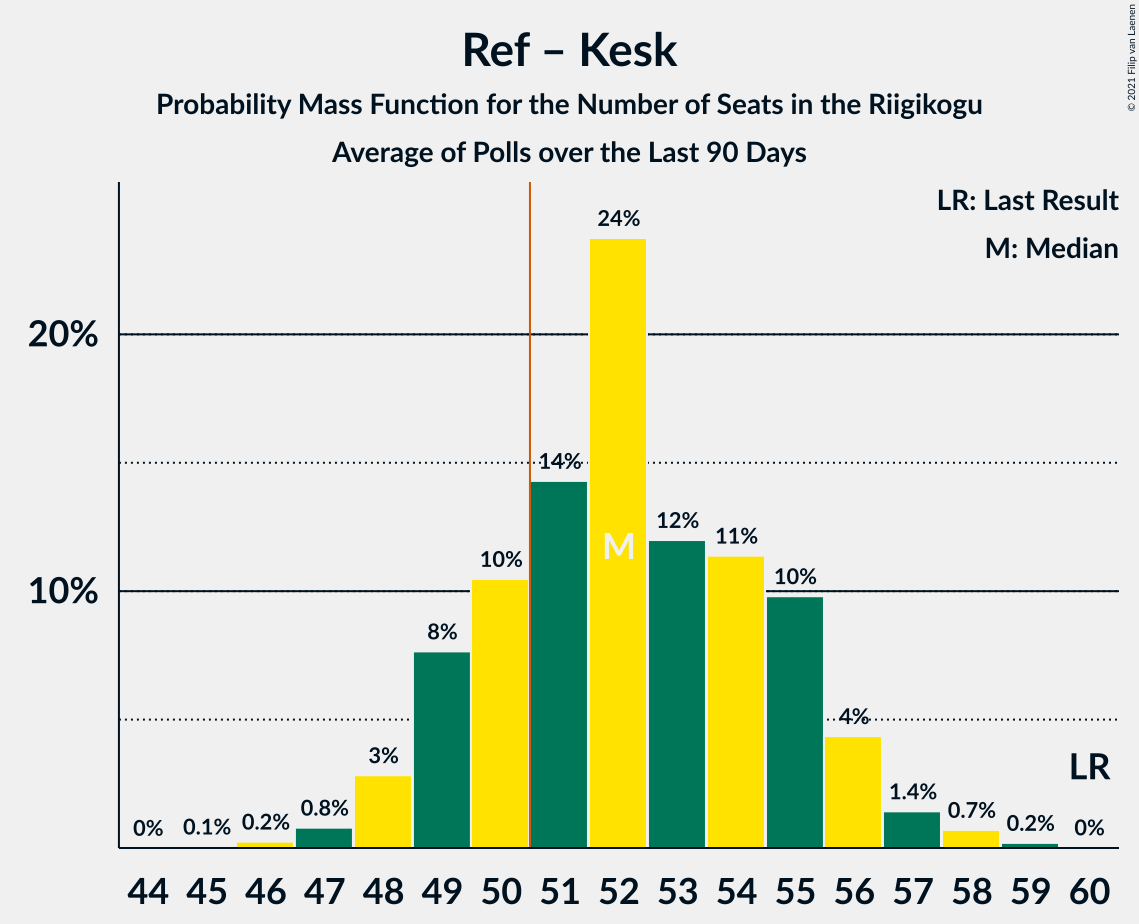 Ref – Kesk
Probability Mass Function for the Number of Seats in the Riigikogu
Average of Polls over the Last 90 Days
© 2021 Filip van Laenen
LR: Last Result
M: Median
20%
10%
0%
0.1%
0.2%
0.8%
3%
8%
10%
14%
24%
12%
11%
10%
4%
1.4%
0.7%
0.2%
0%
M
LR
44 45 46 47 48 49 50 51 52 53 54 55 56 57 58 59 60